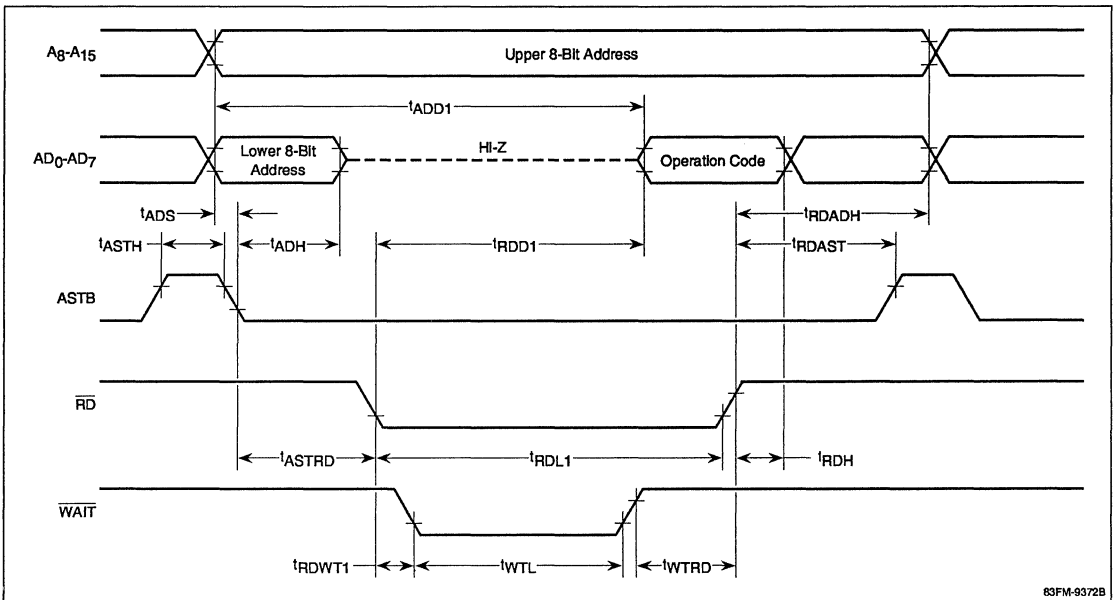 A8-A15
Upper 8-Bit Address
tADD1
AD0-AD7
Lower 8-Bit
Address
HI-Z
Operation Code
tADS
tRDADH
tASTH
tADH
tRDD1
tRDAST
ASTB
RD
tASTRD
tRDL1
tRDH
WAIT
tRDWT1
tWTL
tWTRD
83FM-9372B